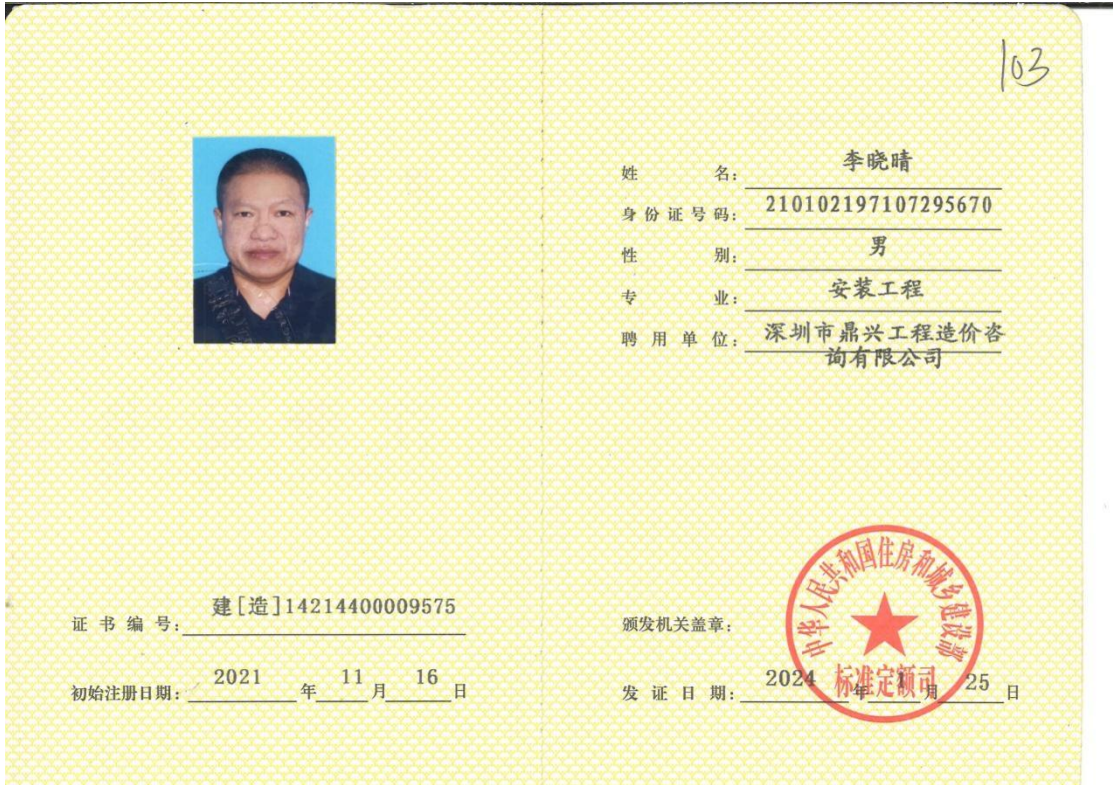 103
姓 名: 李晓晴
身份证号码: 210102197107295670
性 别: 男
专 业: 安装工程
聘用单位: 深圳市鼎兴工程造价咨
询有限公司
证书编号: 建[造]14214400009575
初始注册日期: 2021 年 11 月 16 日
颁发机关盖章:
中华人民共和国住房和城乡建设部
标准定额司
发证日期: 2024 年 1 月 25 日